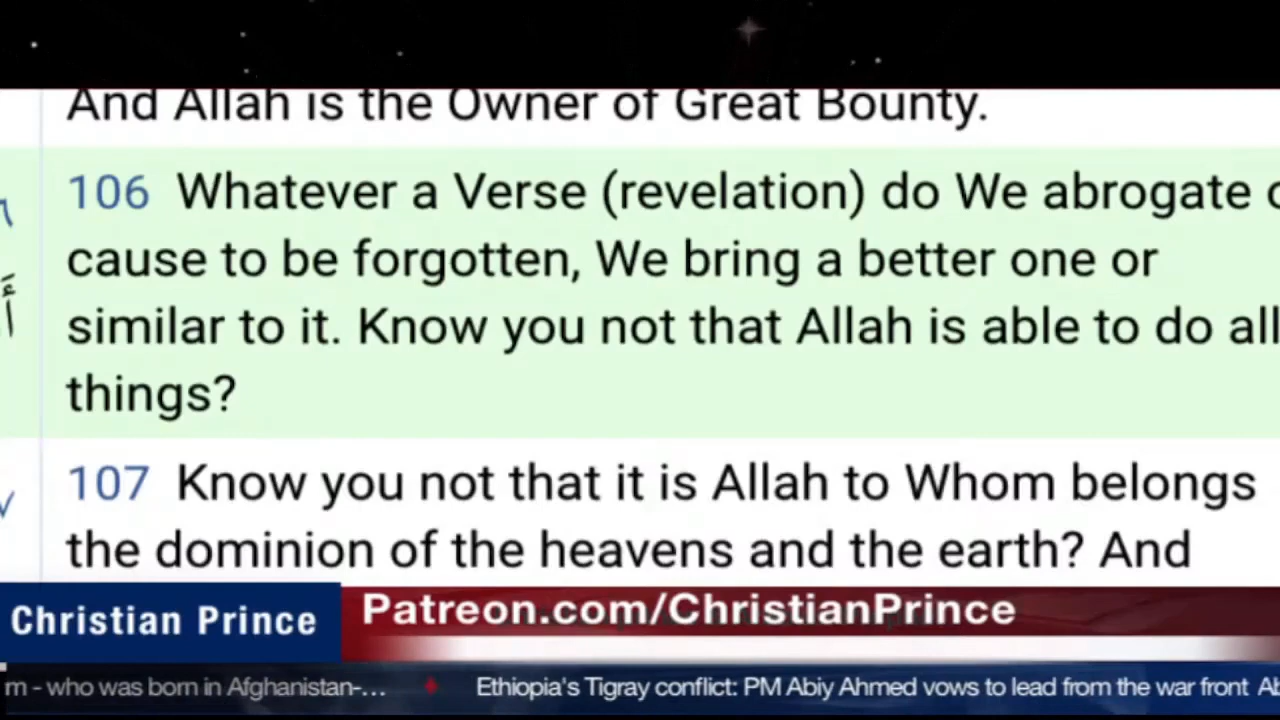 And Allah is the Owner of Great Bounty.
106 Whatever a Verse (revelation) do We abrogate
cause to be forgotten, We bring a better one or
similar to it. Know you not that Allah is able to do all
things?
107 Know you not that it is Allah to Whom belongs
the dominion of the heavens and the earth? And
Christian Prince
Patreon.com/ChristianPrince
m - who was born in Afghanistan-... Ethiopia's Tigray conflict: PM Abiy Ahmed vows to lead from the war front